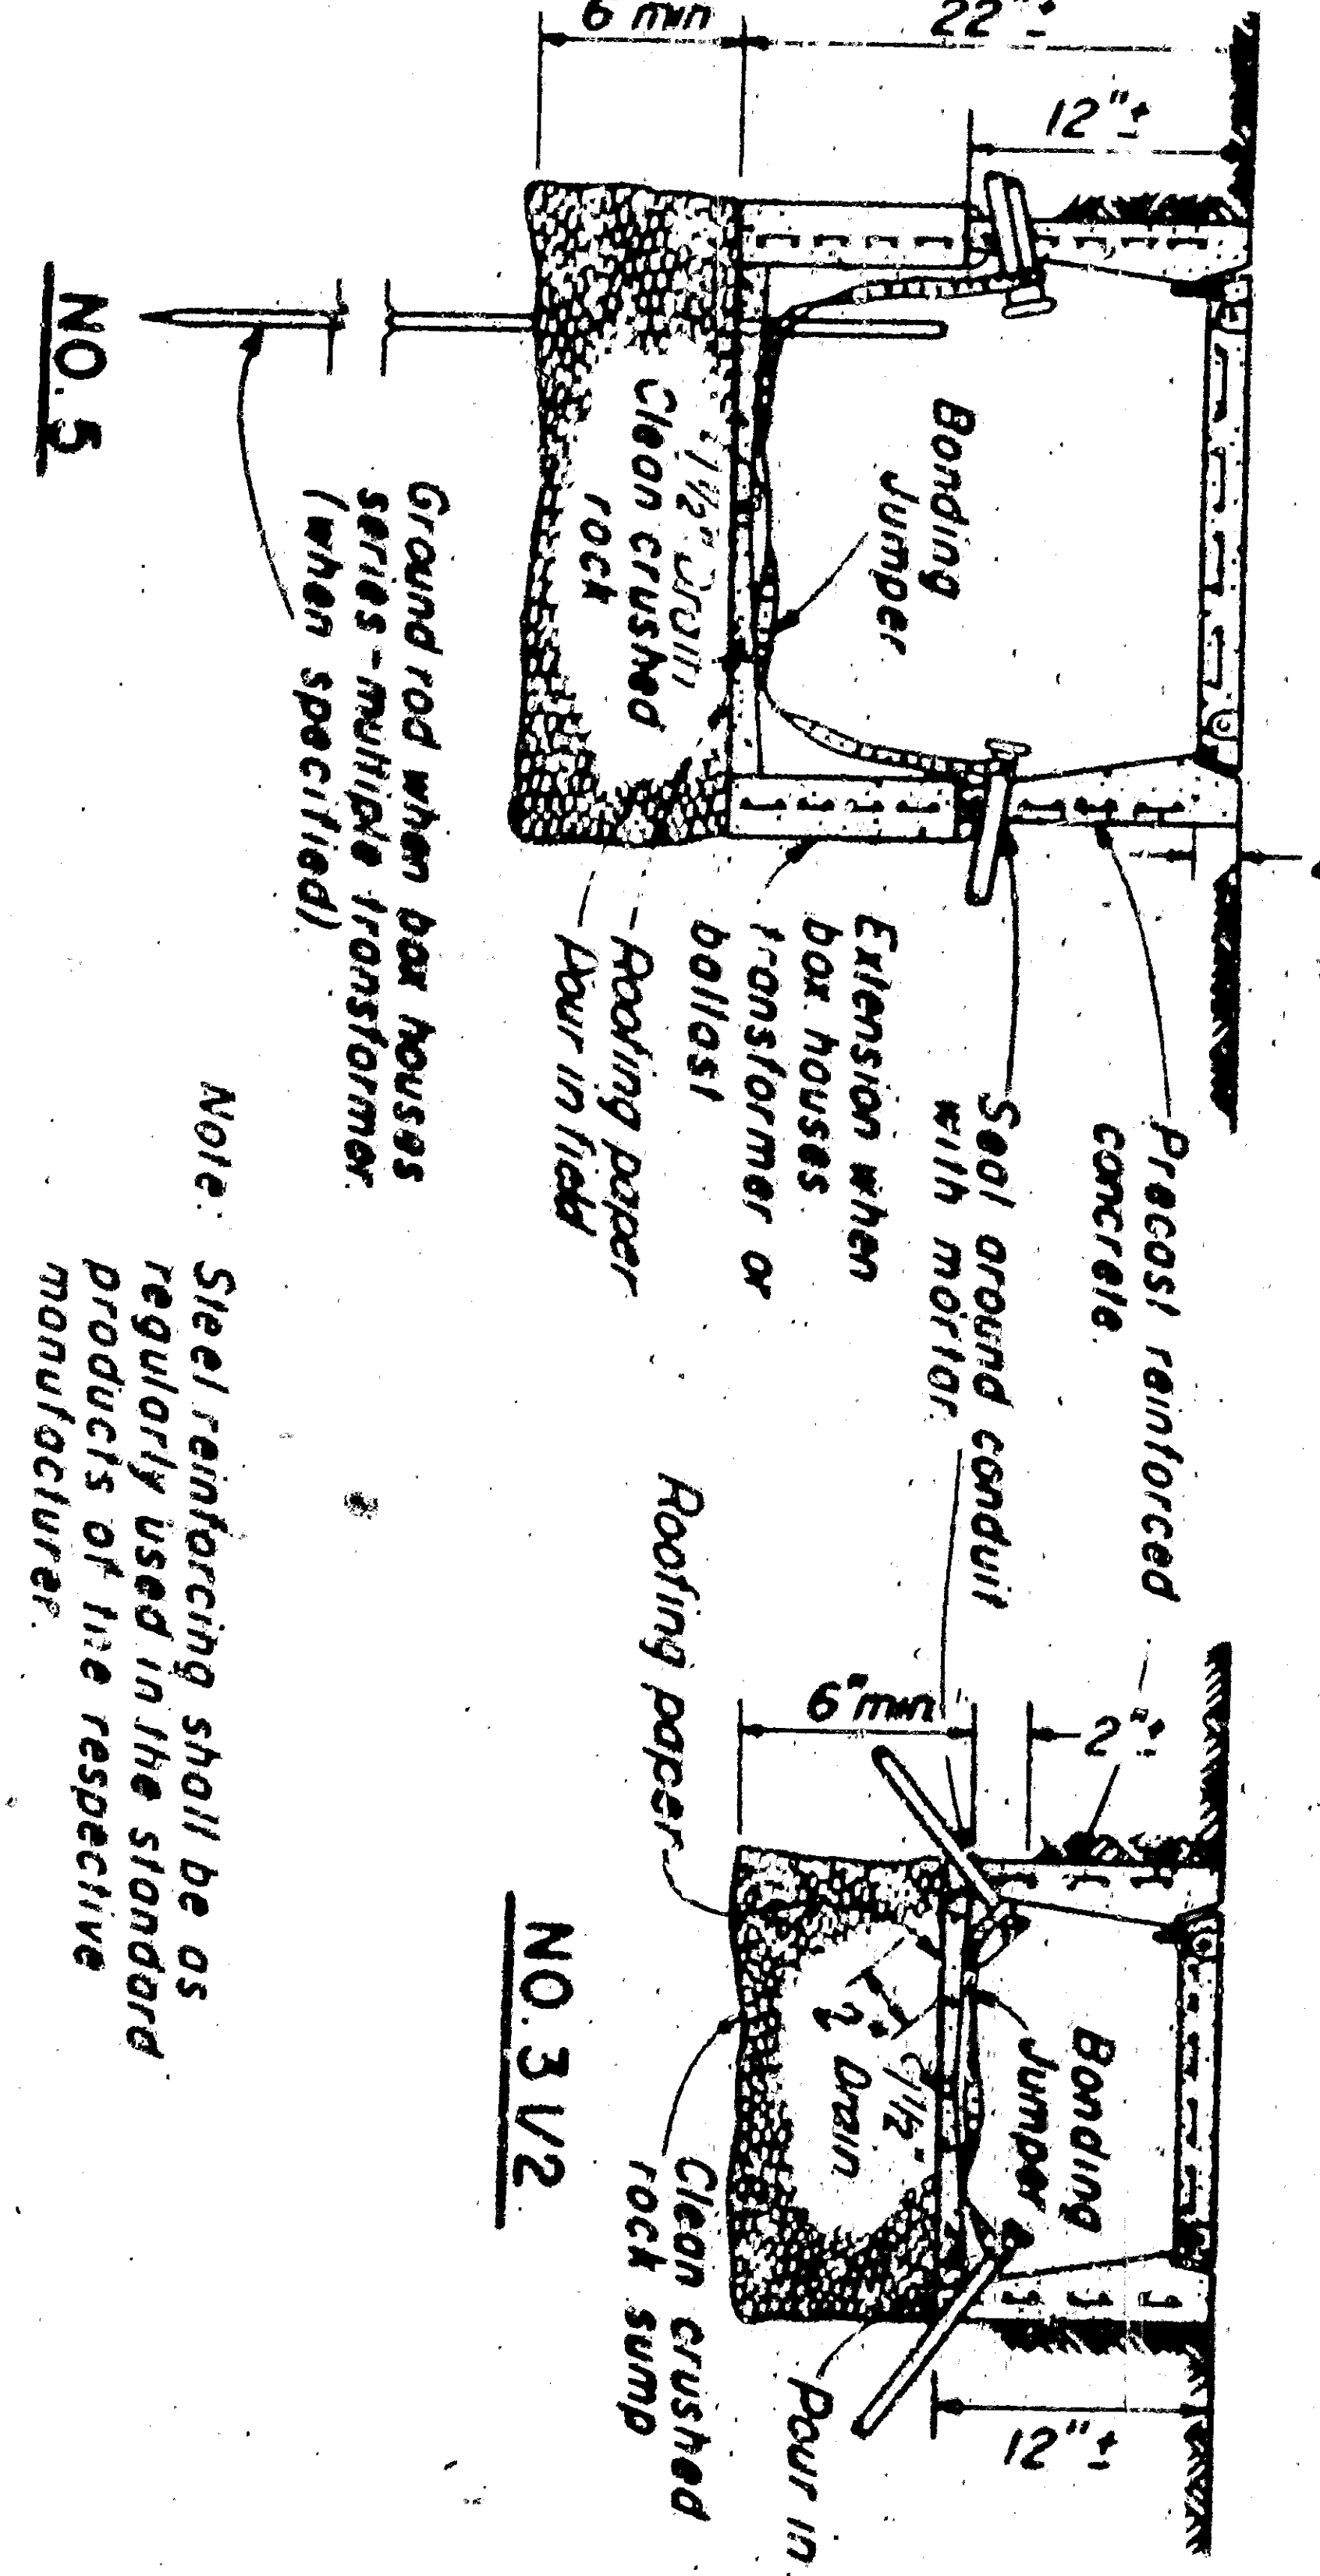 6 min
22"±
12"±
Bonding
Jumper
1½" Drain
Clean crushed
rock
Precast reinforced
concrete.
Seal around conduit
with mortar.
Extension when
box houses
transformer or
ballast
Roofing paper
Pour in field
Ground rod when box houses
series-multiple transformer.
(when specified)
NO. 5
6" min
2"±
12"±
Bonding
Jumper
1½"
Drain
2"
Roofing paper
Clean crushed
rock sump
Pour in
NO. 3 1/2
Note: Steel reinforcing shall be as
regularly used in the standard
products of the respective
manufacturer.